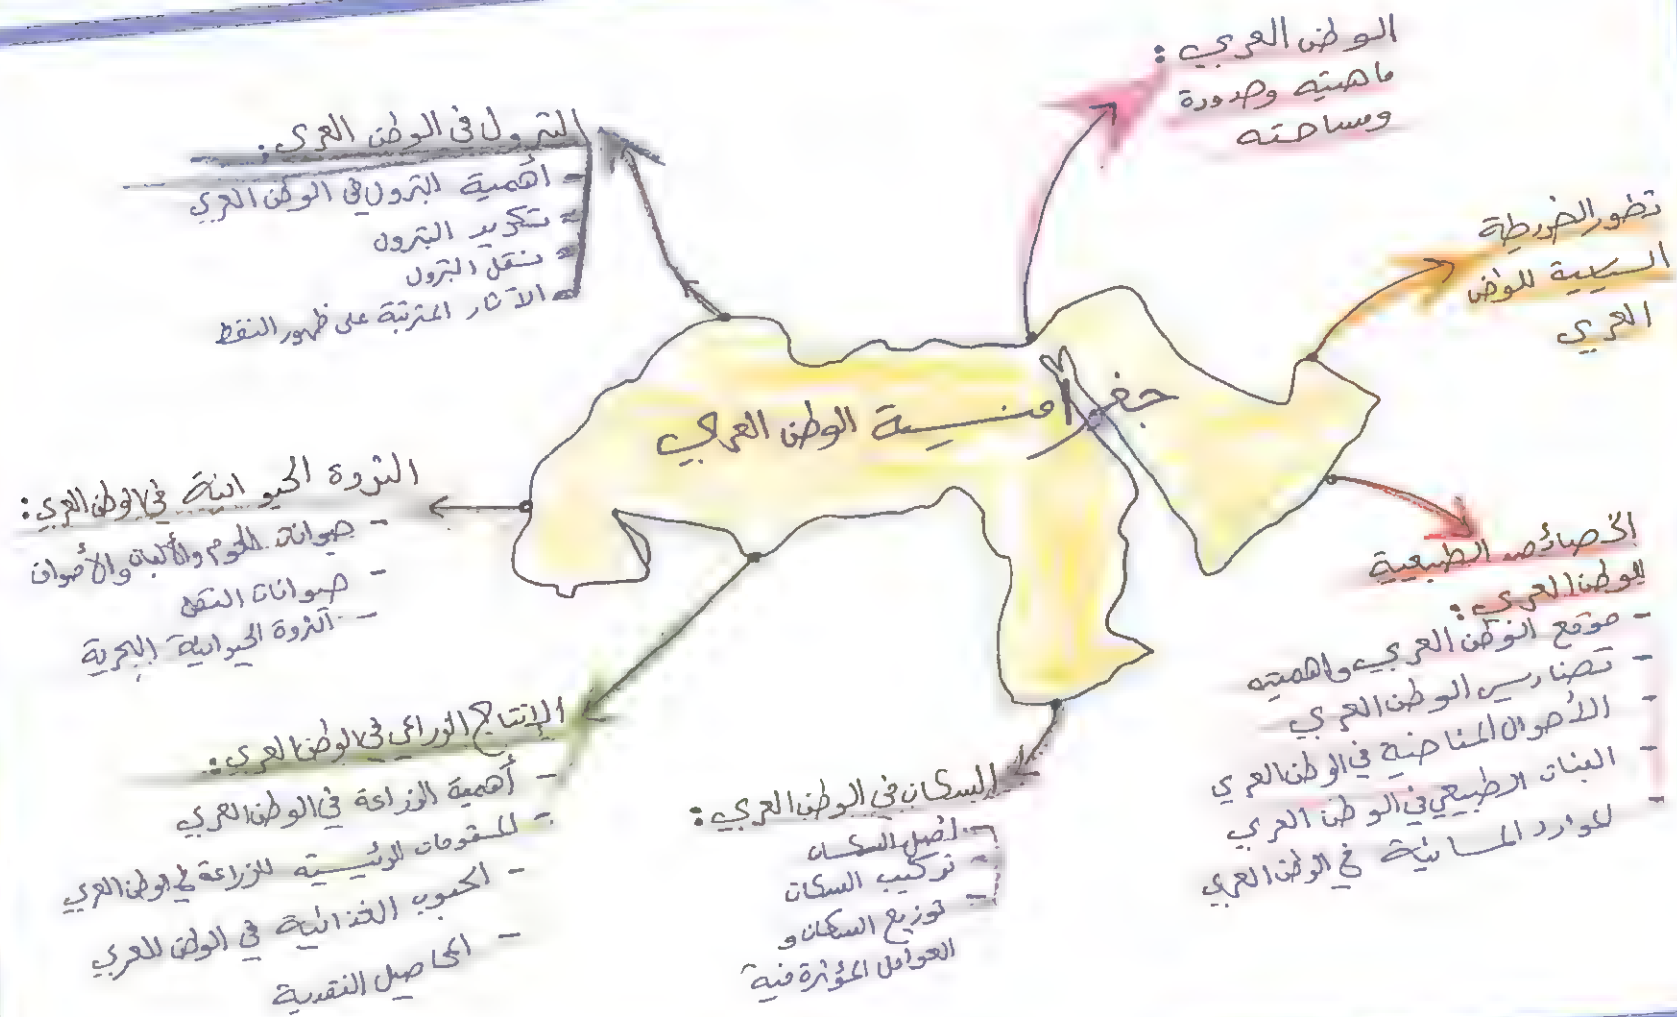 جغرافية الوطن العربي
الوطن العربي :
ماهيته وحدودة
ومساحته
تطور الخريطة
السياسية للوطن
العربي
الخصائص الطبيعية
للوطن العربي :
- موقع الوطن العربي واهميته
- تضاريس الوطن العربي
- الأحوال المناخية في الوطن العربي
- النبات الطبيعي في الوطن العربي
- الموارد المائية في الوطن العربي
السكان في الوطن العربي :
- أصل السكان
- تركيب السكان
- توزيع السكان و
العوامل المؤثرة فية
الإنتاج الزراعي في الوطن العربي :
- أهمية الزراعة في الوطن العربي
- المقومات الرئيسية للزراعة في الوطن العربي
- الحبوب الغذائية في الوطن العربي
- المحاصيل النقدية
الثروة الحيوانية في الوطن العربي :
- حيوانات اللحوم والألبان والأصواف
- حيوانات النقل
- الثروة الحيوانية البحرية
البترول في الوطن العربي :
- أهمية البترول في الوطن العربي
- تكرير البترول
- نقل البترول
- الآثار المترتبة على ظهور النفط